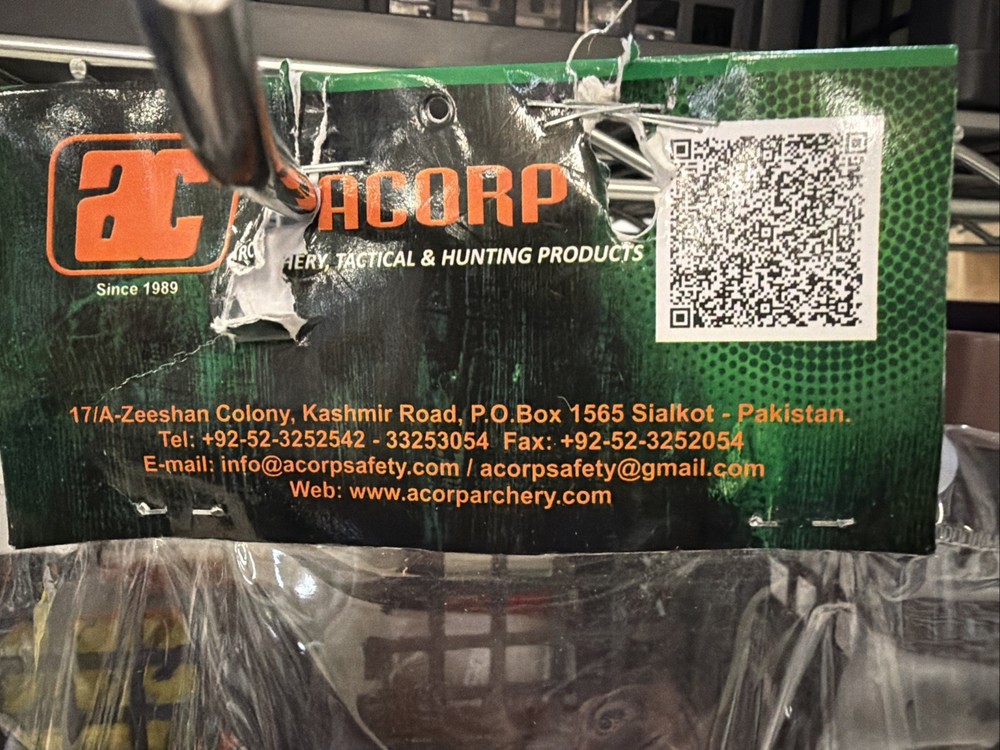 ac
ACORP
HERY, TACTICAL & HUNTING PRODUCTS
Since 1989
17/A-Zeeshan Colony, Kashmir Road, P.O.Box 1565 Sialkot - Pakistan.
Tel: +92-52-3252542 - 33253054 Fax: +92-52-3252054
E-mail: info@acorpsafety.com / acorpsafety@gmail.com
Web: www.acorparchery.com